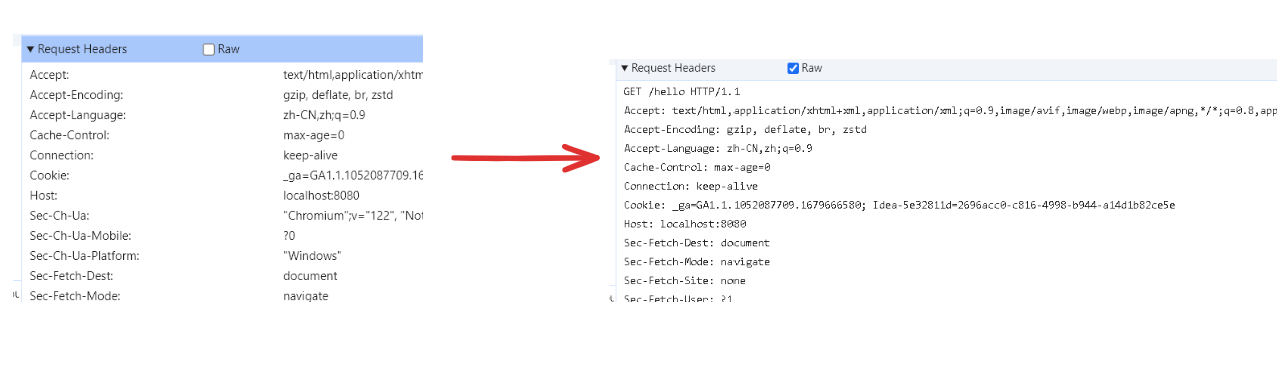 Request Headers Raw
Accept: text/html,application/xhtm
Accept-Encoding: gzip, deflate, br, zstd
Accept-Language: zh-CN,zh;q=0.9
Cache-Control: max-age=0
Connection: keep-alive
Cookie: _ga=GA1.1.1052087709.16
Host: localhost:8080
Sec-Ch-Ua: "Chromium";v="122", "Not
Sec-Ch-Ua-Mobile: ?0
Sec-Ch-Ua-Platform: "Windows"
Sec-Fetch-Dest: document
Sec-Fetch-Mode: navigate
Request Headers Raw
GET /hello HTTP/1.1
Accept: text/html,application/xhtml+xml,application/xml;q=0.9,image/avif,image/webp,image/apng,*/*;q=0.8,app
Accept-Encoding: gzip, deflate, br, zstd
Accept-Language: zh-CN,zh;q=0.9
Cache-Control: max-age=0
Connection: keep-alive
Cookie: _ga=GA1.1.1052087709.1679666580; Idea-5e32811d=2696acc0-c816-4998-b944-a14d1b82ce5e
Host: localhost:8080
Sec-Fetch-Dest: document
Sec-Fetch-Mode: navigate
Sec-Fetch-Site: none
Sec-Fetch-User: ?1